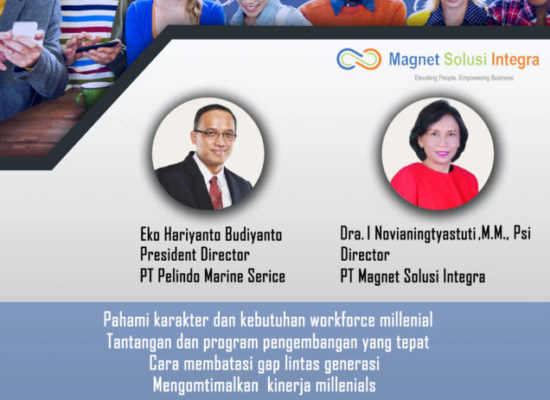 Magnet Solusi Integra
Elevating People. Empowering Business
Eko Hariyanto Budiyanto
President Director
PT Pelindo Marine Serice
Dra. I Novianingtyastuti ,M.M., Psi
Director
PT Magnet Solusi Integra
Pahami karakter dan kebutuhan workforce millenial
Tantangan dan program pengembangan yang tepat
Cara membatasi gap lintas generasi
Mengomtimalkan kinerja millenials